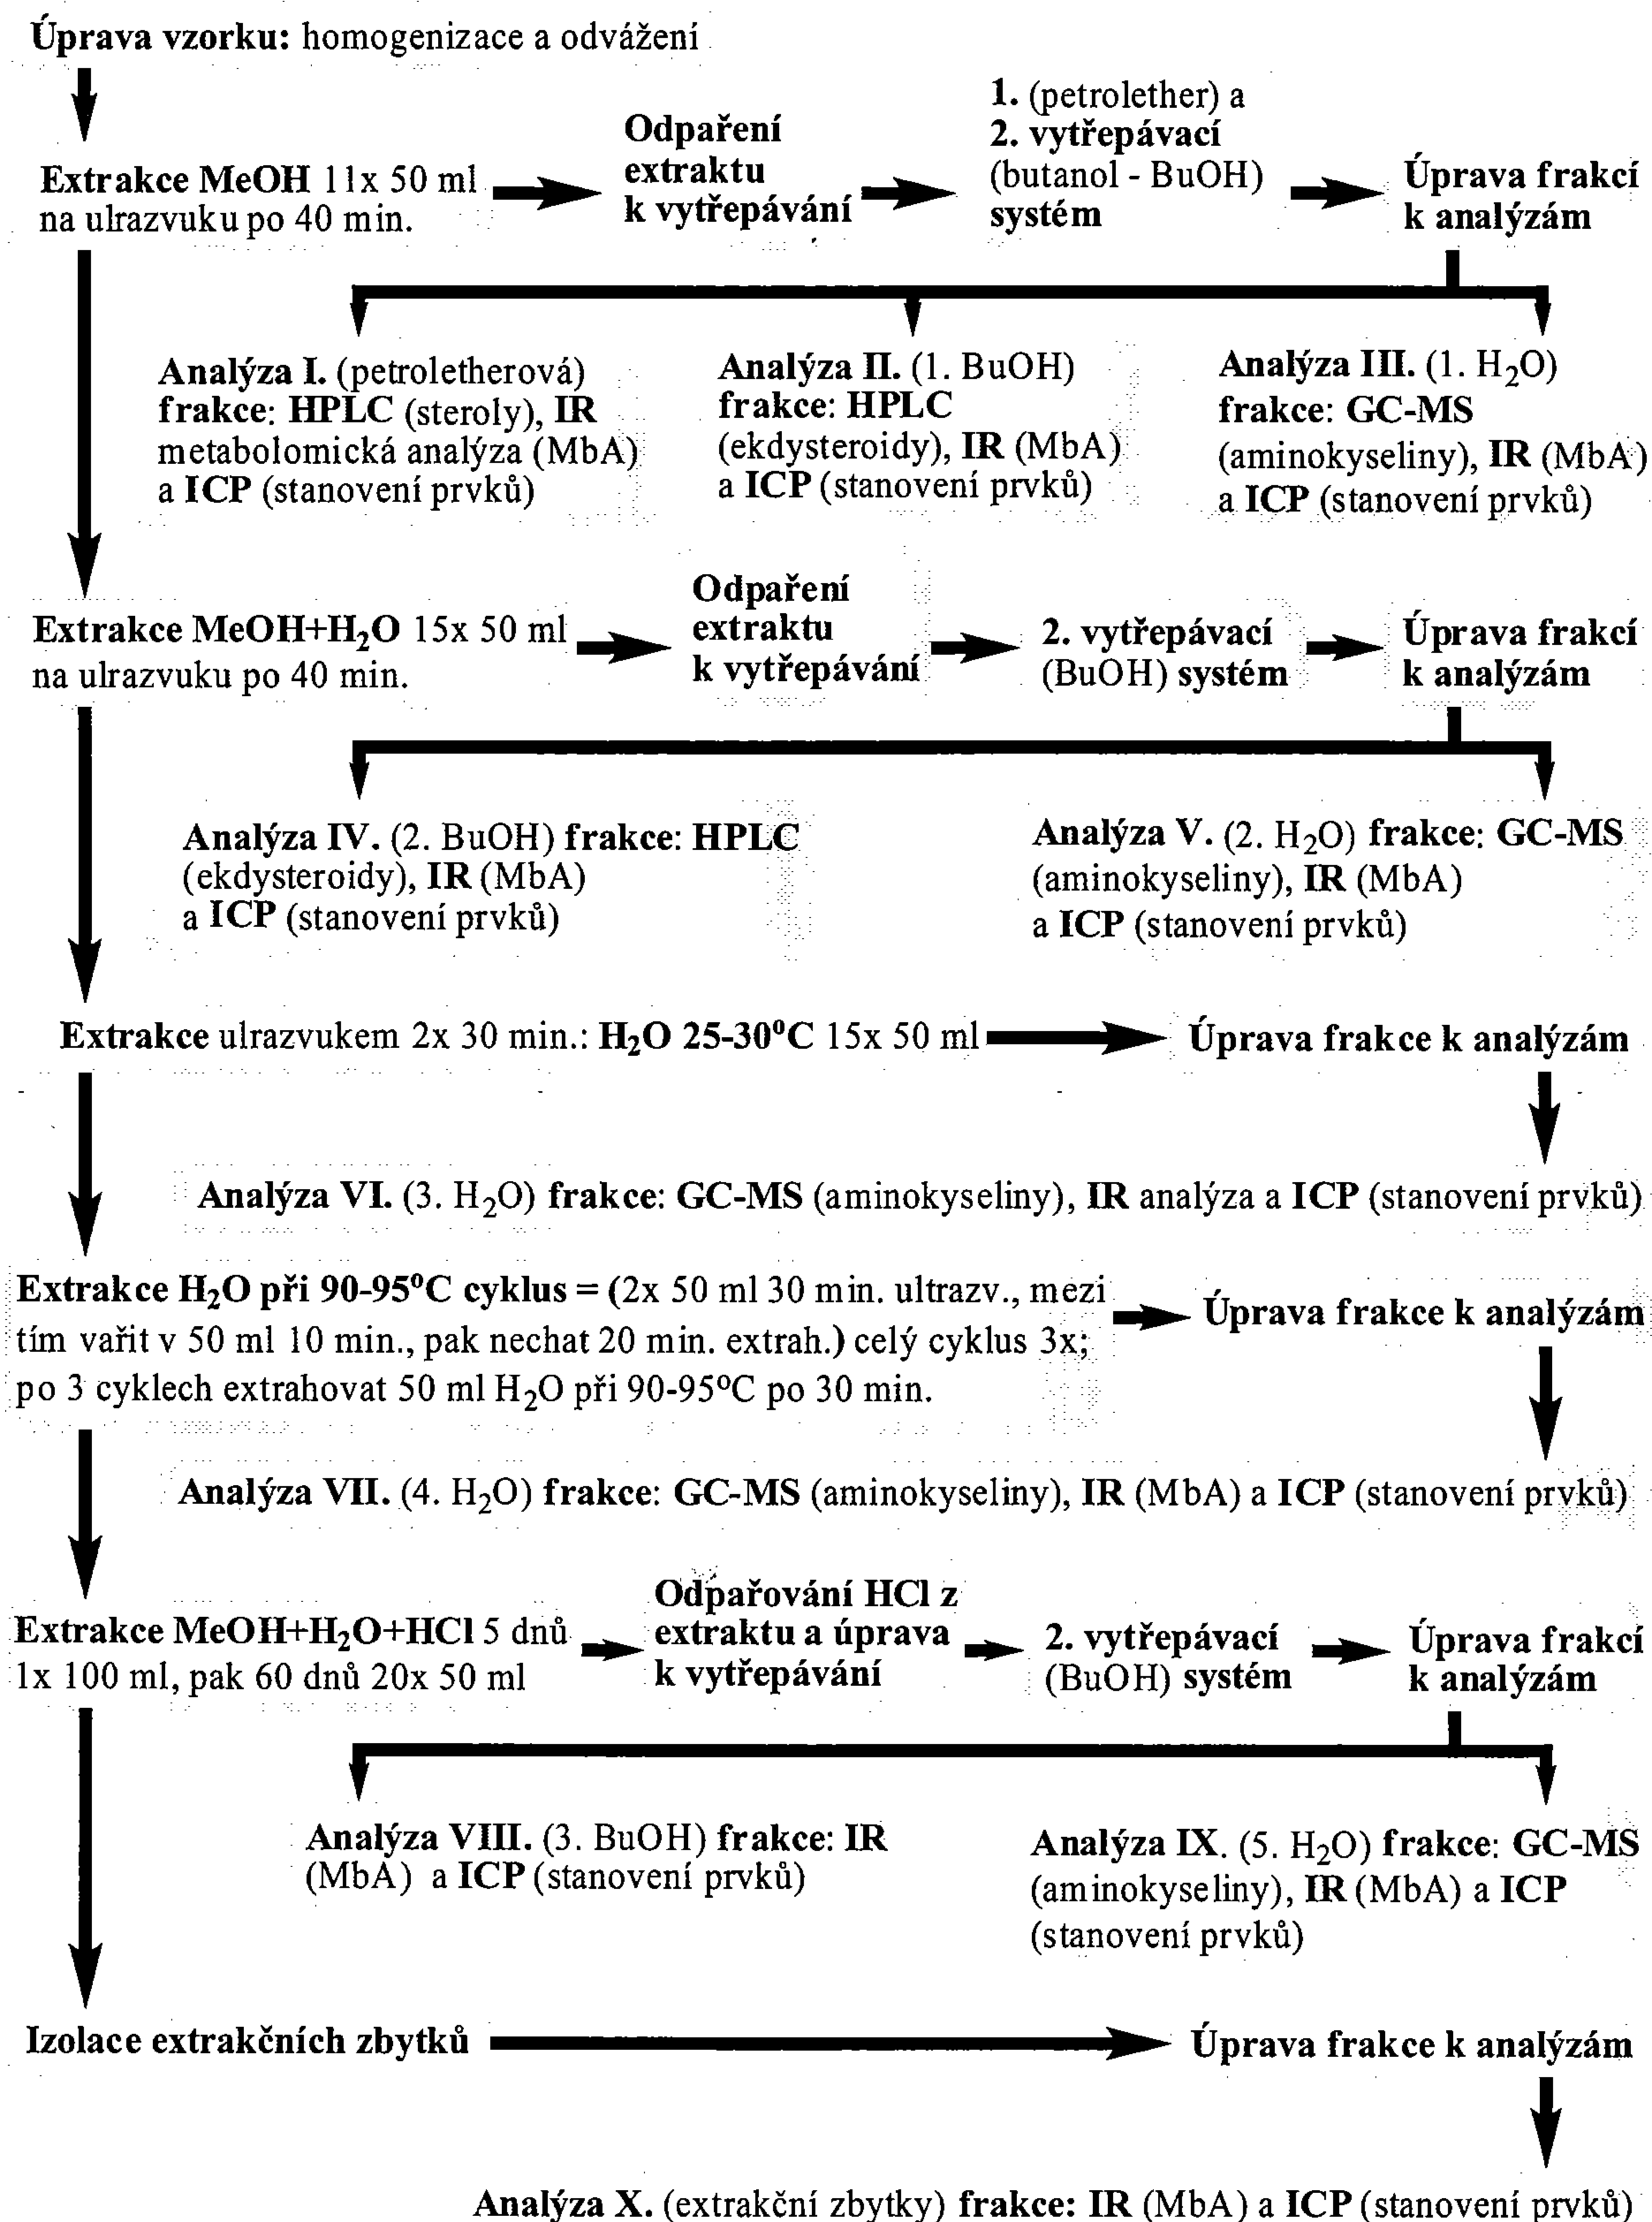 Úprava vzorku: homogenizace a odvážení
Extrakce MeOH 11x 50 ml
na ulrazvuku po 40 min.
Odpaření
extraktu
k vytřepávání
1. (petrolether) a
2. vytřepávací
(butanol - BuOH)
systém
Úprava frakcí
k analýzám
Analýza I. (petroletherová)
frakce: HPLC (steroly), IR
metabolomická analýza (MbA)
a ICP (stanovení prvků)
Analýza II. (1. BuOH)
frakce: HPLC
(ekdysteroidy), IR (MbA)
a ICP (stanovení prvků)
Analýza III. (1. H₂O)
frakce: GC-MS
(aminokyseliny), IR (MbA)
a ICP (stanovení prvků)
Extrakce MeOH+H₂O 15x 50 ml
na ulrazvuku po 40 min.
Odpaření
extraktu
k vytřepávání
2. vytřepávací
(BuOH) systém
Úprava frakcí
k analýzám
Analýza IV. (2. BuOH) frakce: HPLC
(ekdysteroidy), IR (MbA)
a ICP (stanovení prvků)
Analýza V. (2. H₂O) frakce: GC-MS
(aminokyseliny), IR (MbA)
a ICP (stanovení prvků)
Extrakce ulrazvukem 2x 30 min.: H₂O 25-30⁰C 15x 50 ml
Úprava frakce k analýzám
Analýza VI. (3. H₂O) frakce: GC-MS (aminokyseliny), IR analýza a ICP (stanovení prvků)
Extrakce H₂O při 90-95⁰C cyklus = (2x 50 ml 30 min. ultrazv., mezi
tím vařit v 50 ml 10 min., pak nechat 20 min. extrah.) celý cyklus 3x;
po 3 cyklech extrahovat 50 ml H₂O při 90-95⁰C po 30 min.
Úprava frakce k analýzám
Analýza VII. (4. H₂O) frakce: GC-MS (aminokyseliny), IR (MbA) a ICP (stanovení prvků)
Extrakce MeOH+H₂O+HCl 5 dnů
1x 100 ml, pak 60 dnů 20x 50 ml
Odpařování HCl z
extraktu a úprava
k vytřepávání
2. vytřepávací
(BuOH) systém
Úprava frakcí
k analýzám
Analýza VIII. (3. BuOH) frakce: IR
(MbA) a ICP (stanovení prvků)
Analýza IX. (5. H₂O) frakce: GC-MS
(aminokyseliny), IR (MbA) a ICP
(stanovení prvků)
Izolace extrakčních zbytků
Úprava frakce k analýzám
Analýza X. (extrakční zbytky) frakce: IR (MbA) a ICP (stanovení prvků)